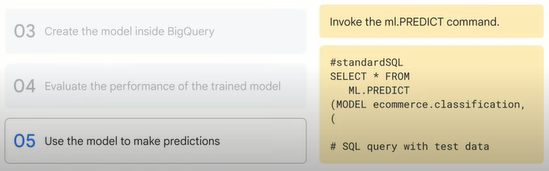 03 Create the model inside BigQuery
04 Evaluate the performance of the trained model
05 Use the model to make predictions
Invoke the ml.PREDICT command.
#standardSQL
SELECT * FROM
ML.PREDICT
(MODEL ecommerce.classification,
(
# SQL query with test data